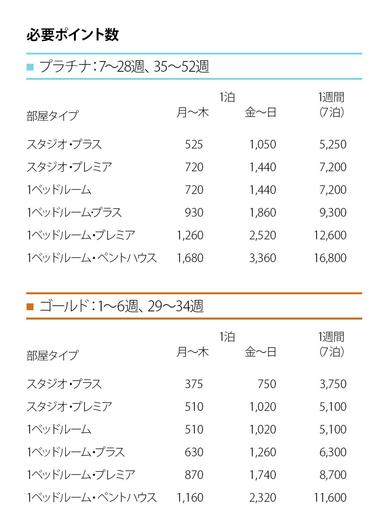 必要ポイント数
プラチナ：7～28週、35～52週
1泊 1週間
部屋タイプ 月～木 金～日 (7泊)
スタジオ・プラス 525 1,050 5,250
スタジオ・プレミア 720 1,440 7,200
1ベッドルーム 720 1,440 7,200
1ベッドルーム・プラス 930 1,860 9,300
1ベッドルーム・プレミア 1,260 2,520 12,600
1ベッドルーム・ペントハウス 1,680 3,360 16,800
ゴールド：1～6週、29～34週
1泊 1週間
部屋タイプ 月～木 金～日 (7泊)
スタジオ・プラス 375 750 3,750
スタジオ・プレミア 510 1,020 5,100
1ベッドルーム 510 1,020 5,100
1ベッドルーム・プラス 630 1,260 6,300
1ベッドルーム・プレミア 870 1,740 8,700
1ベッドルーム・ペントハウス 1,160 2,320 11,600